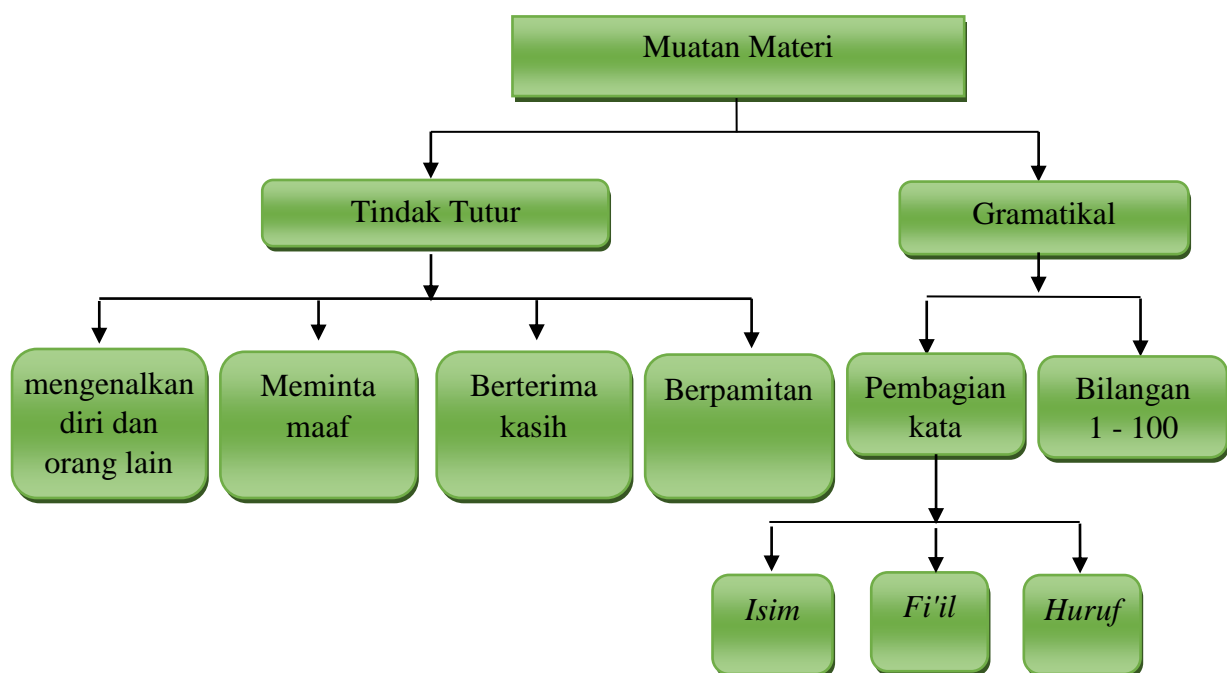 Muatan Materi
Tindak Tutur
Gramatikal
mengenalkan
diri dan
orang lain
Meminta
maaf
Berterima
kasih
Berpamitan
Pembagian
kata
Bilangan
1 - 100
Isim
Fi'il
Huruf